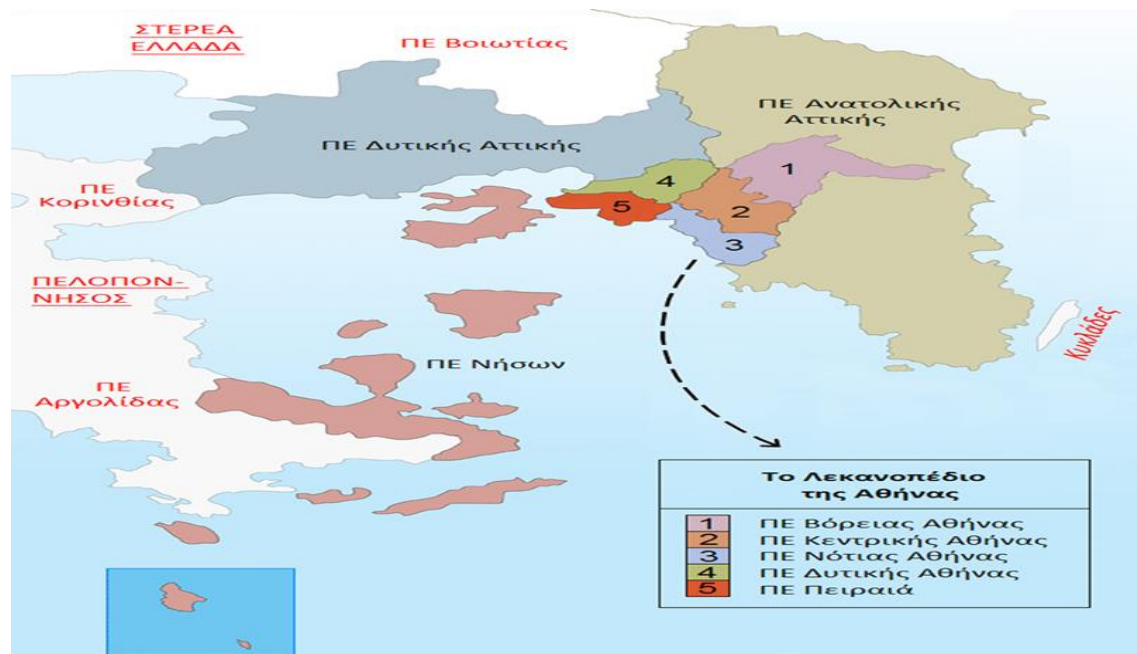 ΣΤΕΡΕΑ
ΕΛΛΑΔΑ
ΠΕ Βοιωτίας
ΠΕ Ανατολικής
Αττικής
ΠΕ Δυτικής Αττικής
1
4
ΠΕ
Κορινθίας
5
2
3
ΠΕΛΟΠΟΝ-
ΝΗΣΟΣ
Κυκλάδες
ΠΕ Νήσων
ΠΕ
Αργολίδας
Το Λεκανοπέδιο
της Αθήνας
1 ΠΕ Βόρειας Αθήνας
2 ΠΕ Κεντρικής Αθήνας
3 ΠΕ Νότιας Αθήνας
4 ΠΕ Δυτικής Αθήνας
5 ΠΕ Πειραιά